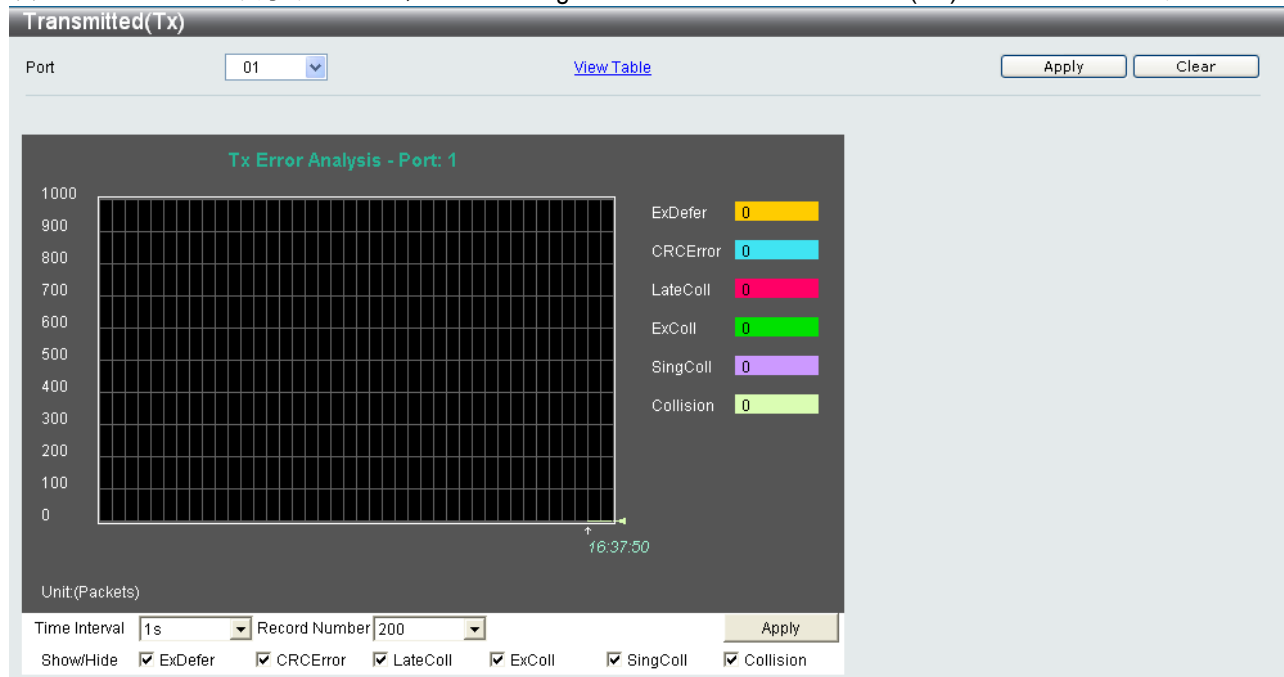 Transmitted(Tx)
Port 01 View Table Apply Clear
Tx Error Analysis - Port: 1
1000
900
800
700
600
500
400
300
200
100
0
ExDefer 0
CRCError 0
LateColl 0
ExColl 0
SingColl 0
Collision 0
16:37:50
Unit:(Packets)
Time Interval 1s Record Number 200 Apply
Show/Hide ExDefer CRCError LateColl ExColl SingColl Collision